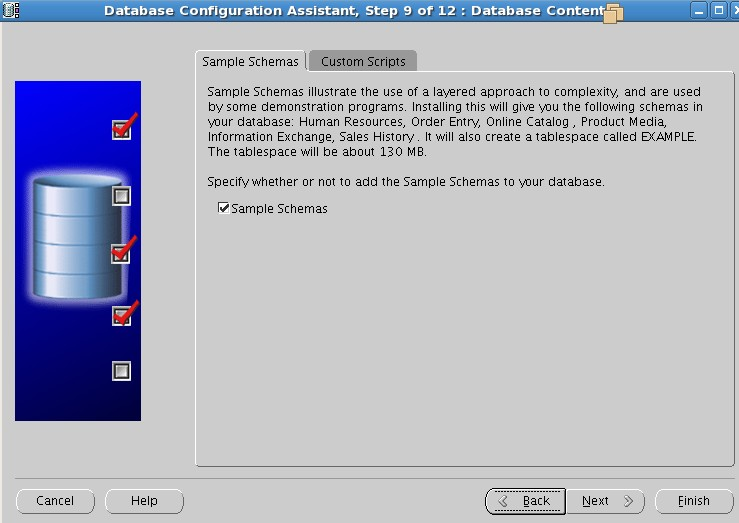 Database Configuration Assistant, Step 9 of 12 : Database Content
Sample Schemas
Custom Scripts
Sample Schemas illustrate the use of a layered approach to complexity, and are used
by some demonstration programs. Installing this will give you the following schemas in
your database: Human Resources, Order Entry, Online Catalog , Product Media,
Information Exchange, Sales History . It will also create a tablespace called EXAMPLE.
The tablespace will be about 130 MB.
Specify whether or not to add the Sample Schemas to your database.
Sample Schemas
Cancel
Help
Back
Next
Finish